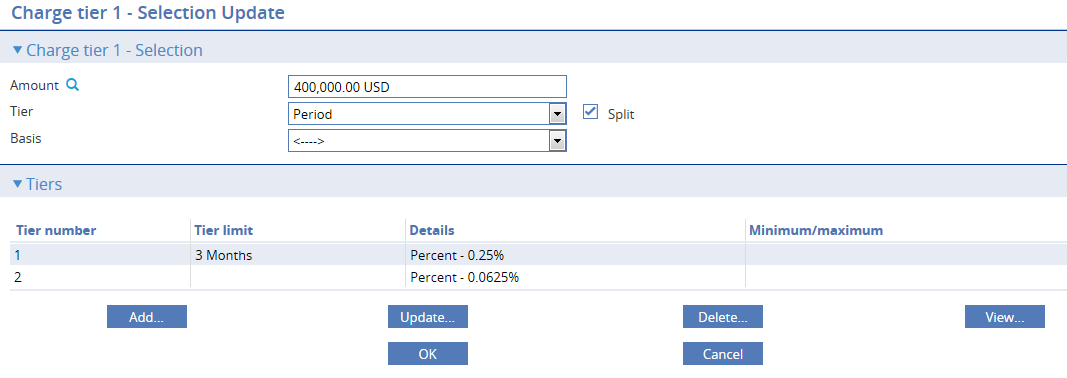 Charge tier 1 - Selection Update
Charge tier 1 - Selection
Amount 400,000.00 USD
Tier Period Split
Basis <---->
Tiers
Tier number Tier limit Details Minimum/maximum
1 3 Months Percent - 0.25%
2 Percent - 0.0625%
Add... Update... Delete... View...
OK Cancel